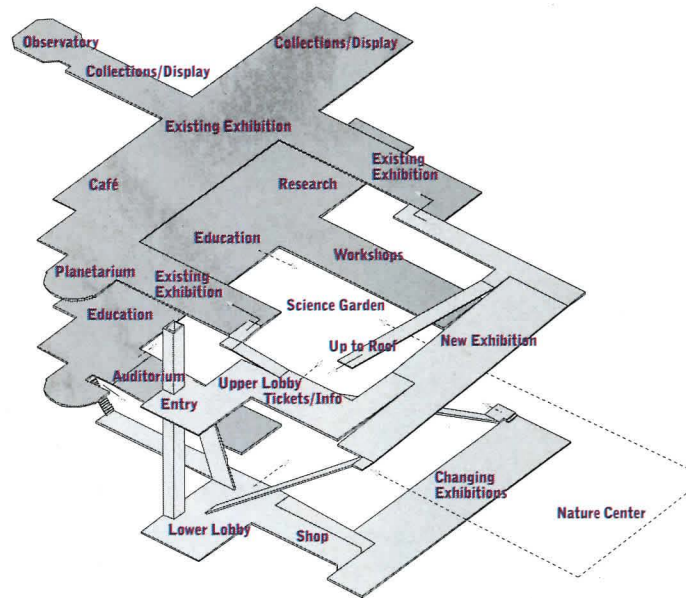 Observatory
Collections/Display
Collections/Display
Existing Exhibition
Existing
Exhibition
Café
Research
Education
Workshops
Planetarium
Existing
Exhibition
Science Garden
Education
Up to Roof
New Exhibition
Auditorium
Upper Lobby
Tickets/Info
Entry
Changing
Exhibitions
Nature Center
Lower Lobby
Shop